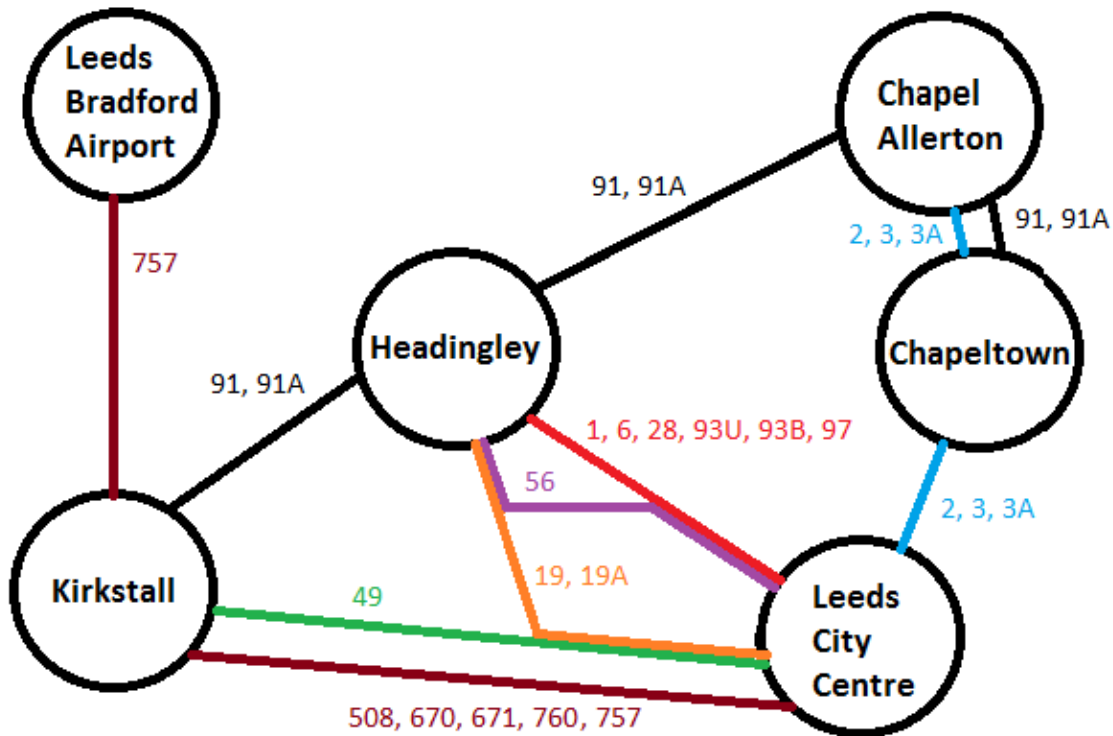 Leeds
Bradford
Airport
Chapel
Allerton
91, 91A
2, 3, 3A
91, 91A
757
Headingley
Chapeltown
91, 91A
1, 6, 28, 93U, 93B, 97
56
2, 3, 3A
19, 19A
Kirkstall
49
Leeds
City
Centre
508, 670, 671, 760, 757